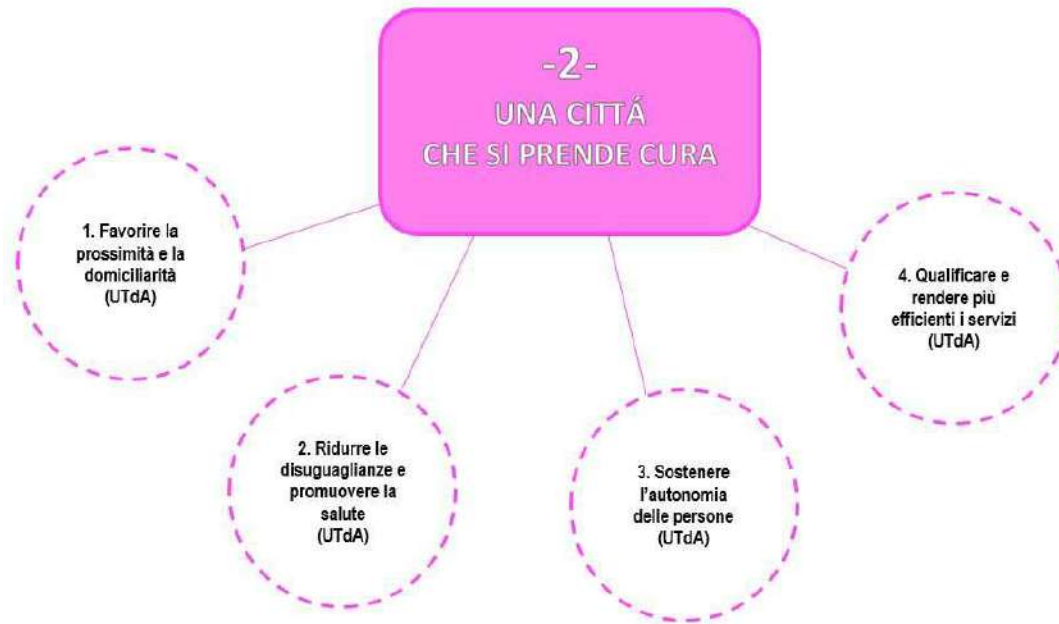 -2-
UNA CITTÁ
CHE SI PRENDE CURA
1. Favorire la
prossimità e la
domiciliarità
(UTdA)
2. Ridurre le
disuguaglianze e
promuovere la
salute
(UTdA)
3. Sostenere
l'autonomia
delle persone
(UTdA)
4. Qualificare e
rendere più
efficienti i servizi
(UTdA)